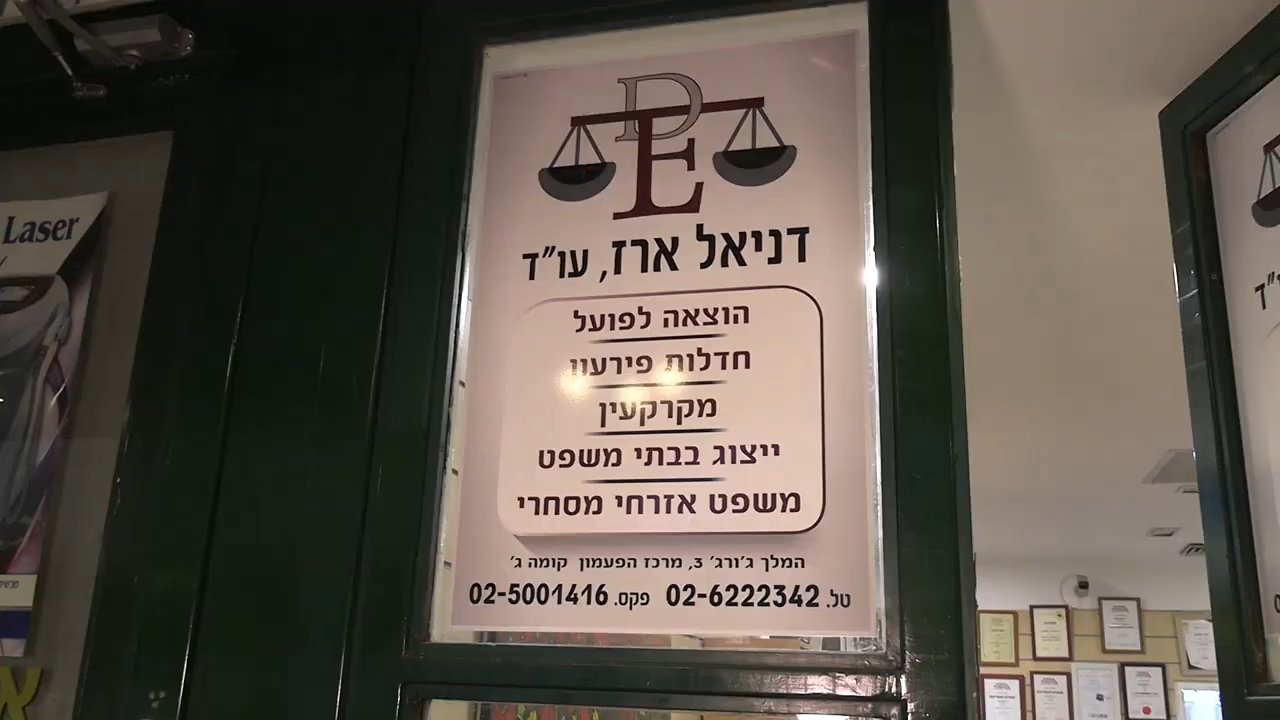 DE
דניאל ארז, עו"ד
הוצאה לפועל
חדלות פירעון
מקרקעין
ייצוג בבתי משפט
משפט אזרחי מסחרי
המלך ג'ורג' 3, מרכז הפעמון קומה ג'
טל. 02-6222342 פקס. 02-5001416
Laser